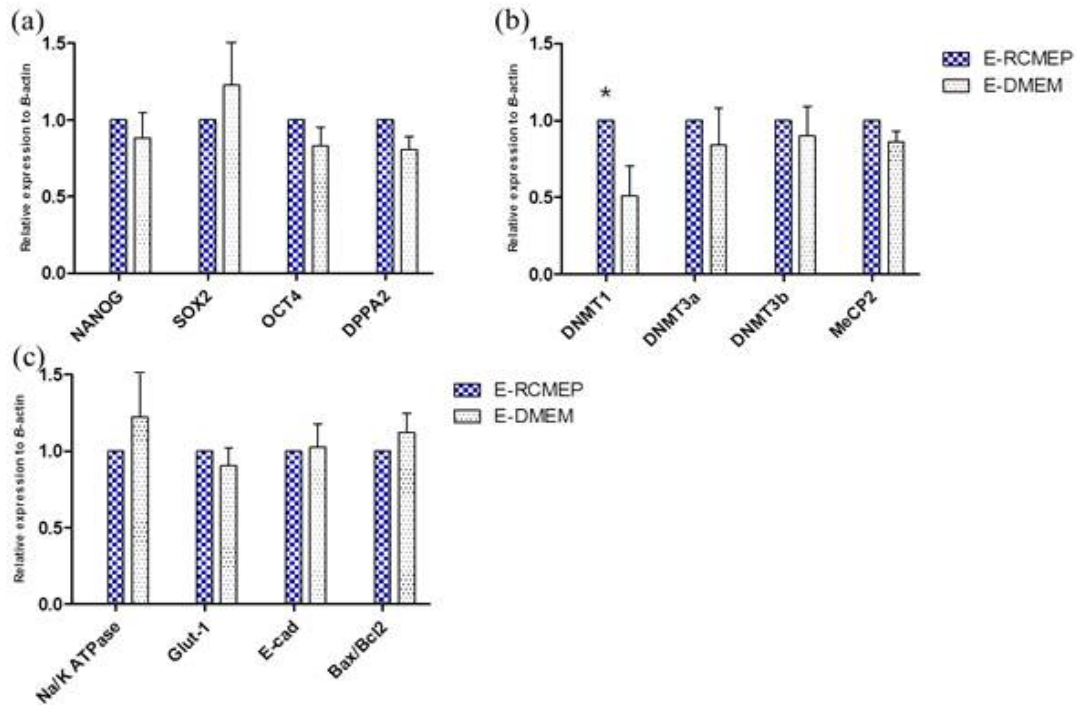 (a)
Relative expression to B-actin
1.5
1.0
0.5
0.0
NANOG
SOX2
OCT4
DPPA2
(b)
Relative expression to B-actin
1.5
1.0
0.5
0.0
*
DNMT1
DNMT3a
DNMT3b
MeCP2
E-RCMEP
E-DMEM
(c)
Relative expression to B-actin
1.5
1.0
0.5
0.0
Na/K ATPase
Glut-1
E-cad
Bax/Bcl2
E-RCMEP
E-DMEM